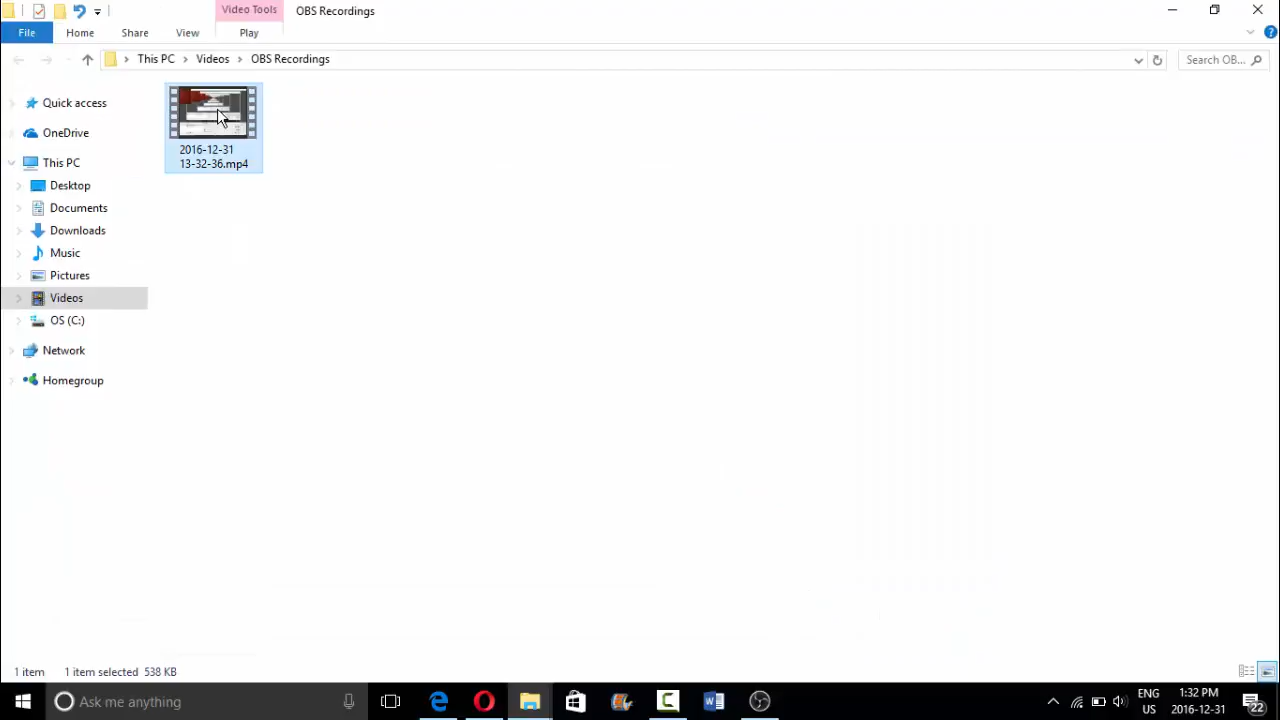 Video Tools
OBS Recordings
File
Home
Share
View
Play
This PC
Videos
OBS Recordings
Search OB...
Quick access
OneDrive
This PC
Desktop
Documents
Downloads
Music
Pictures
Videos
OS (C:)
Network
Homegroup
2016-12-31
13-32-36.mp4
1 item
1 item selected 538 KB
Ask me anything
ENG
US
1:32 PM
2016-12-31
22